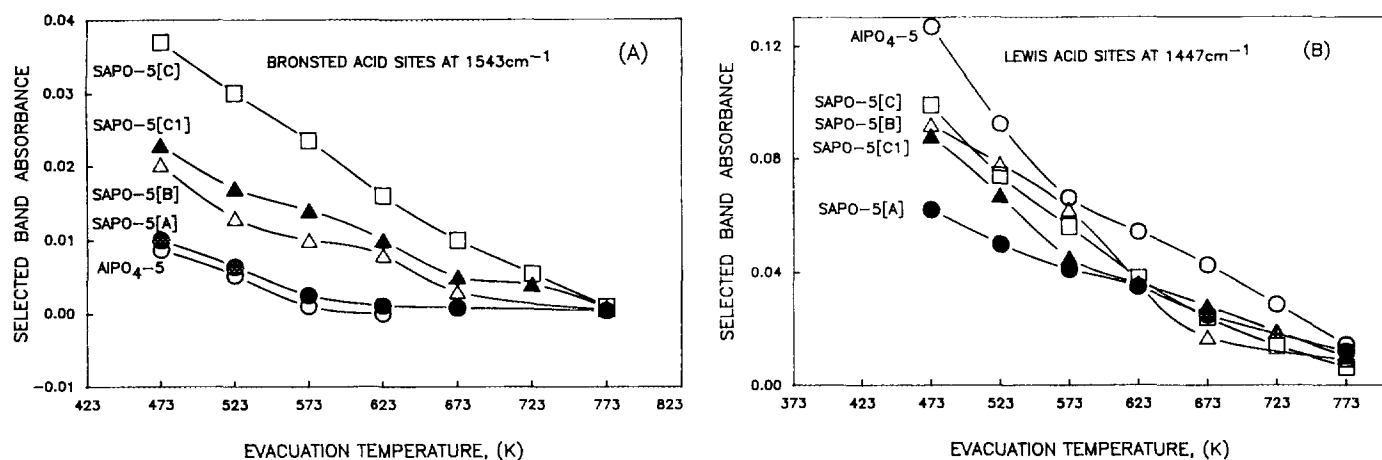 SELECTED BAND ABSORBANCE
0.04
0.03
0.02
0.01
0.00
−0.01
BRONSTED ACID SITES AT 1543cm⁻¹
(A)
SAPO−5[C]
SAPO−5[C1]
SAPO−5[B]
SAPO−5[A]
AlPO₄−5
423 473 523 573 623 673 723 773 823
EVACUATION TEMPERATURE, (K)
SELECTED BAND ABSORBANCE
0.12
0.08
0.04
0.00
AlPO₄−5
LEWIS ACID SITES AT 1447cm⁻¹
(B)
SAPO−5[C]
SAPO−5[B]
SAPO−5[C1]
SAPO−5[A]
373 423 473 523 573 623 673 723 773
EVACUATION TEMPERATURE, (K)